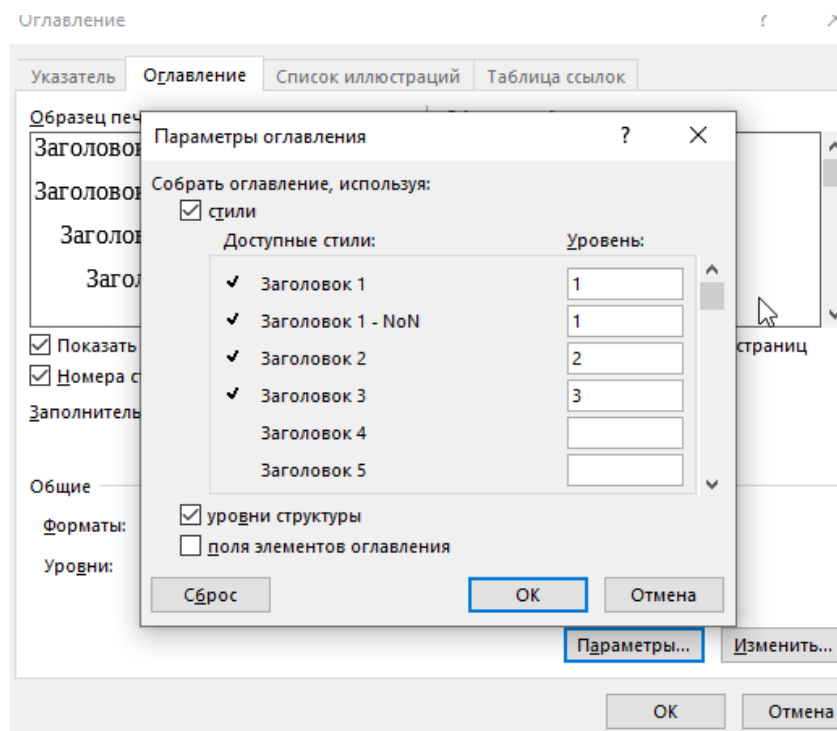 Оглавление ?
Указатель Оглавление Список иллюстраций Таблица ссылок
Образец печ
Параметры оглавления ?
Заголово
Собрать оглавление, используя:
Заголово
стили
Заголо
Доступные стили: Уровень:
Загол
Заголовок 1 1
Заголовок 1 - NoN 1
Показать страниц
Заголовок 2 2
Номера с
Заголовок 3 3
Заполнитель
Заголовок 4
Заголовок 5
Общие
уровни структуры
Форматы:
поля элементов оглавления
Уровни:
Сброс ОК Отмена
Параметры... Изменить...
ОК Отмена